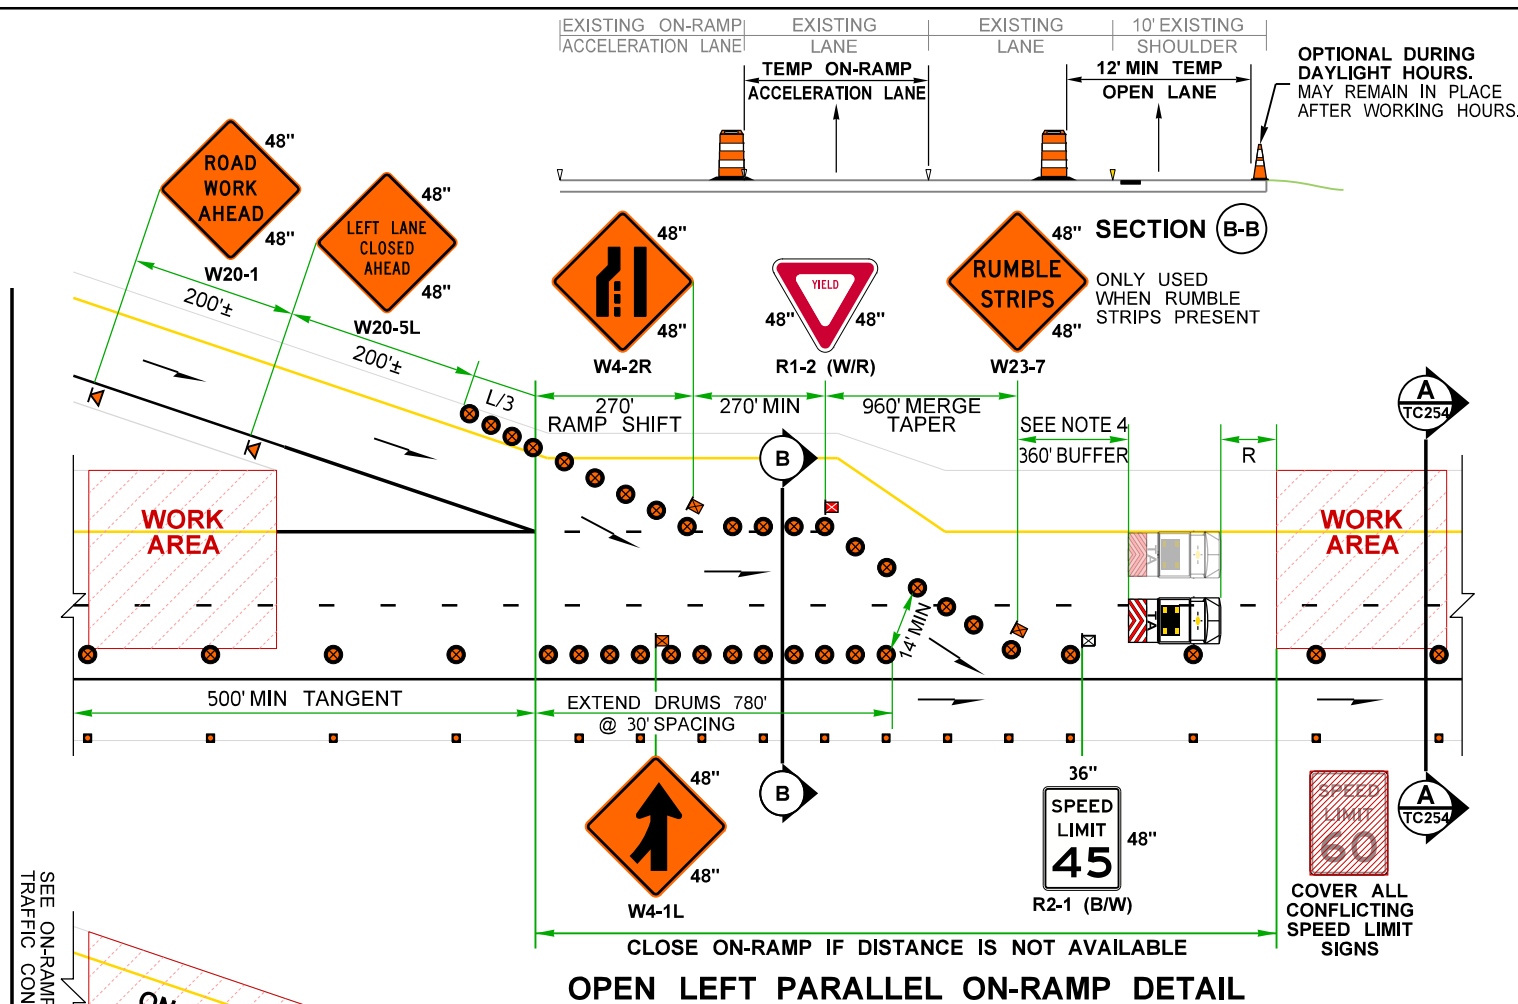 EXISTING ON-RAMP
ACCELERATION LANE
EXISTING
LANE
EXISTING
LANE
10' EXISTING
SHOULDER
TEMP ON-RAMP
ACCELERATION LANE
12' MIN TEMP
OPEN LANE
OPTIONAL DURING
DAYLIGHT HOURS.
MAY REMAIN IN PLACE
AFTER WORKING HOURS.
SECTION B-B
ROAD
WORK
AHEAD
48"
48"
W20-1
LEFT LANE
CLOSED
AHEAD
48"
48"
W20-5L
48"
48"
W4-2R
YIELD
48" 48"
R1-2 (W/R)
RUMBLE
STRIPS
48"
48"
W23-7
ONLY USED
WHEN RUMBLE
STRIPS PRESENT
200'±
200'±
L/3
270'
RAMP SHIFT
270' MIN
960' MERGE
TAPER
SEE NOTE 4
360' BUFFER
R
A
TC254
B
WORK
AREA
WORK
AREA
14' MIN
500' MIN TANGENT
EXTEND DRUMS 780'
@ 30' SPACING
B
48"
48"
W4-1L
36"
SPEED
LIMIT
45
48"
R2-1 (B/W)
SPEED
LIMIT
60
A
TC254
COVER ALL
CONFLICTING
SPEED LIMIT
SIGNS
CLOSE ON-RAMP IF DISTANCE IS NOT AVAILABLE
OPEN LEFT PARALLEL ON-RAMP DETAIL
SEE ON-RAMP
TRAFFIC CON
ON